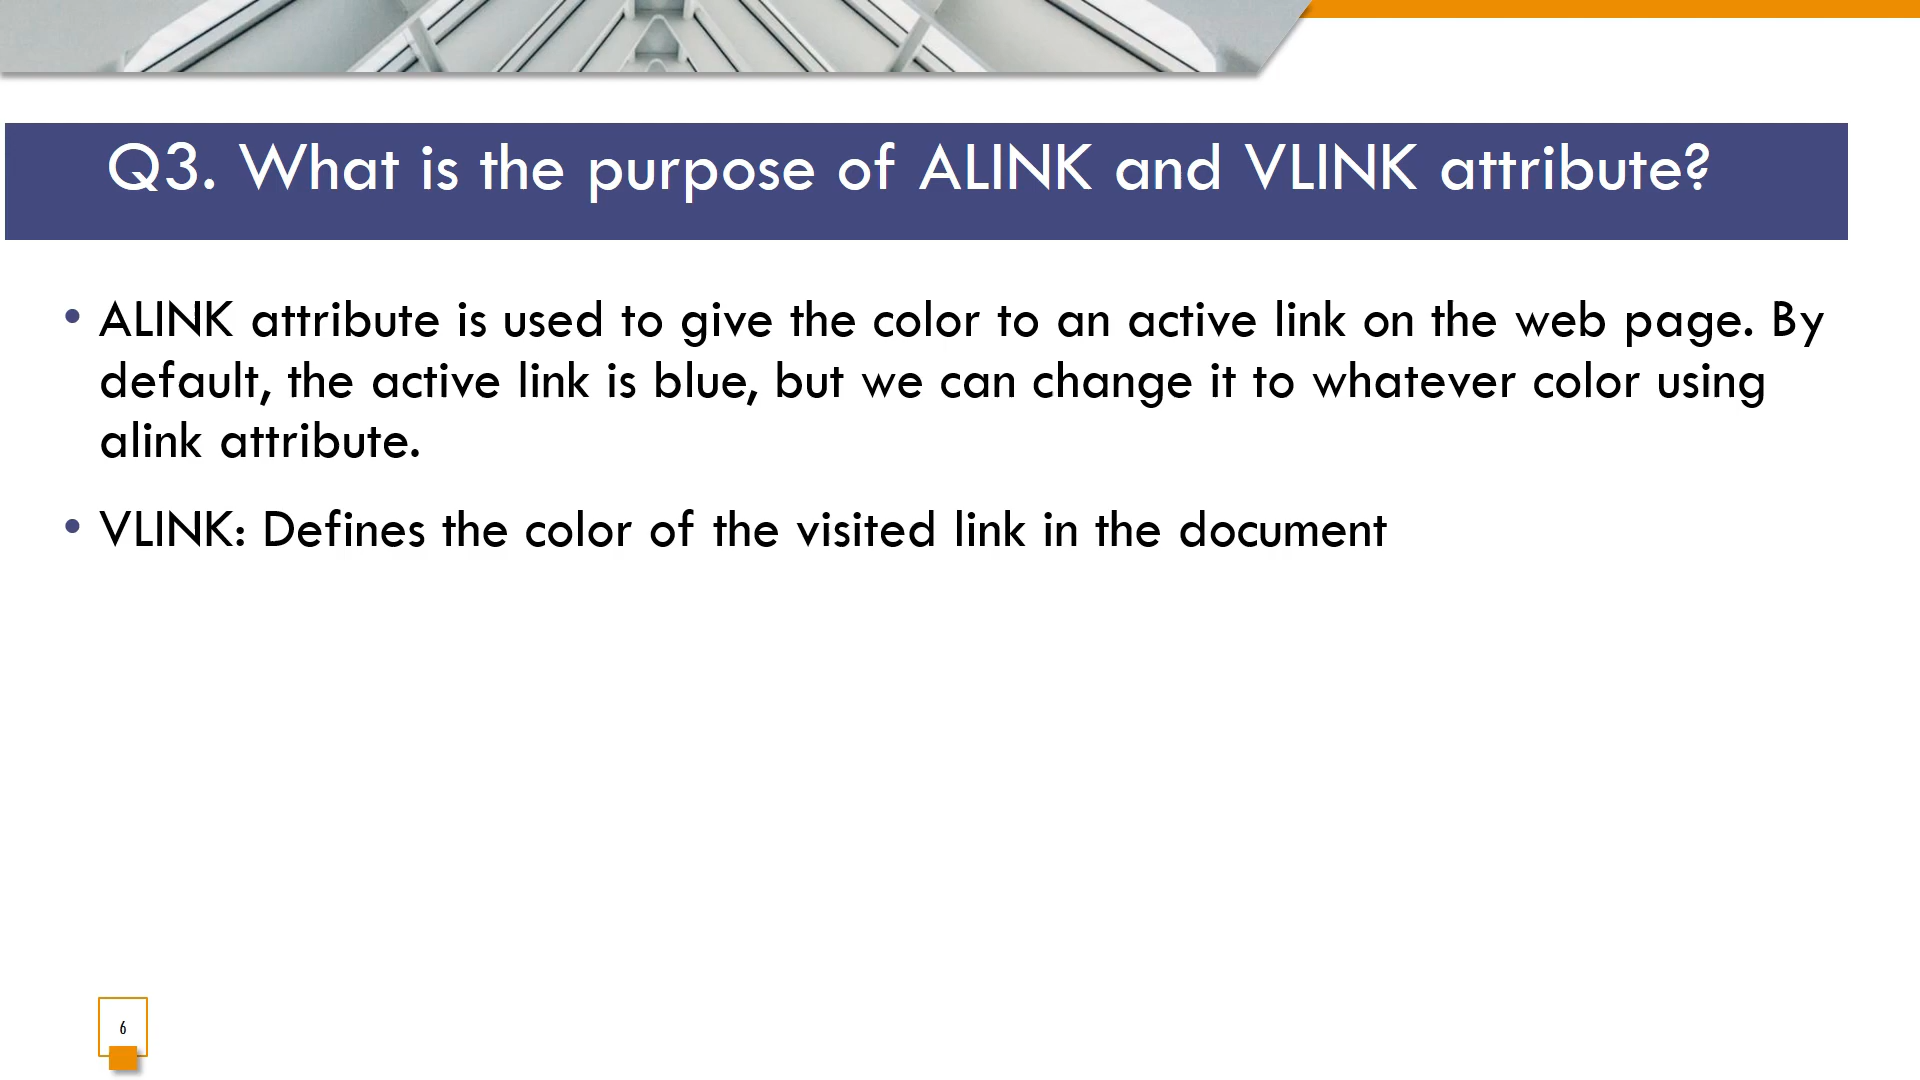 Q3. What is the purpose of ALINK and VLINK attribute?
• ALINK attribute is used to give the color to an active link on the web page. By
default, the active link is blue, but we can change it to whatever color using
alink attribute.
• VLINK: Defines the color of the visited link in the document
6